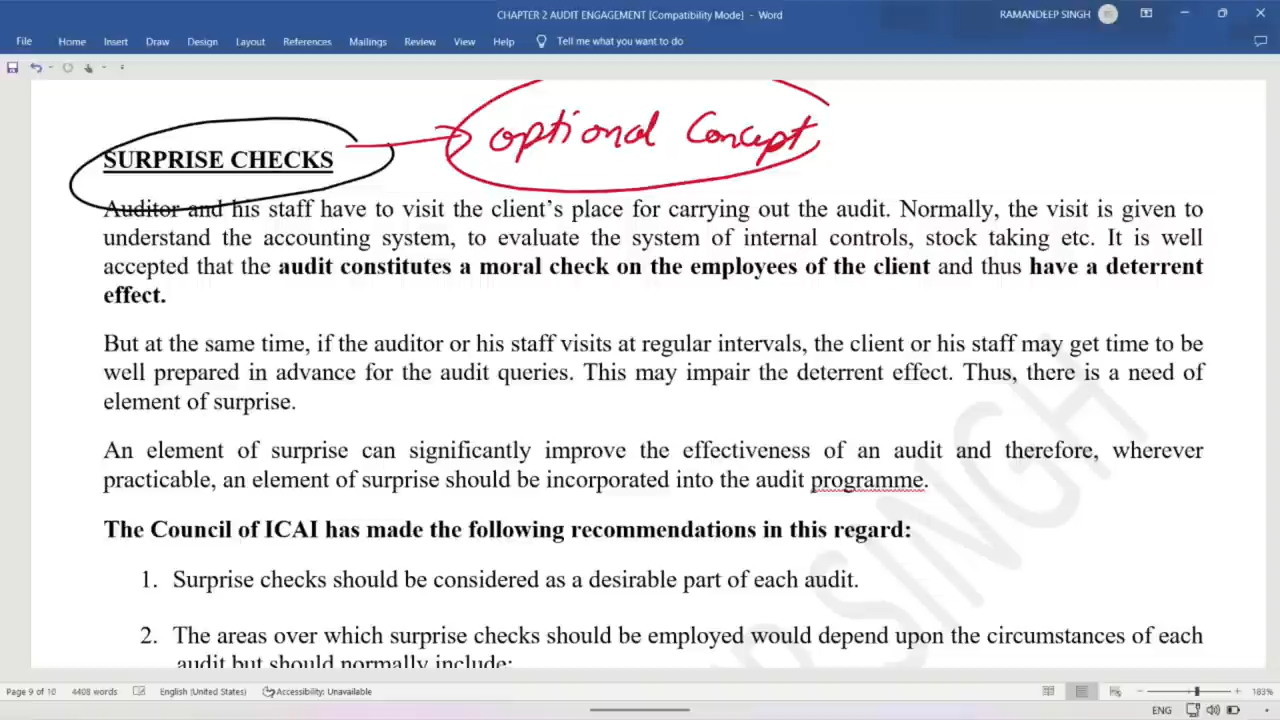 CHAPTER 2 AUDIT ENGAGEMENT [Compatibility Mode] - Word
RAMANDEEP SINGH
File Home Insert Draw Design Layout References Mailings Review View Help Tell me what you want to do
optional Concept
SURPRISE CHECKS
Auditor and his staff have to visit the client's place for carrying out the audit. Normally, the visit is given to
understand the accounting system, to evaluate the system of internal controls, stock taking etc. It is well
accepted that the audit constitutes a moral check on the employees of the client and thus have a deterrent
effect.
But at the same time, if the auditor or his staff visits at regular intervals, the client or his staff may get time to be
well prepared in advance for the audit queries. This may impair the deterrent effect. Thus, there is a need of
element of surprise.
An element of surprise can significantly improve the effectiveness of an audit and therefore, wherever
practicable, an element of surprise should be incorporated into the audit programme.
The Council of ICAI has made the following recommendations in this regard:
1. Surprise checks should be considered as a desirable part of each audit.
2. The areas over which surprise checks should be employed would depend upon the circumstances of each
audit but should normally include:
SINGH
Page 9 of 10 4408 words English (United States) Accessibility: Unavailable 183%
ENG